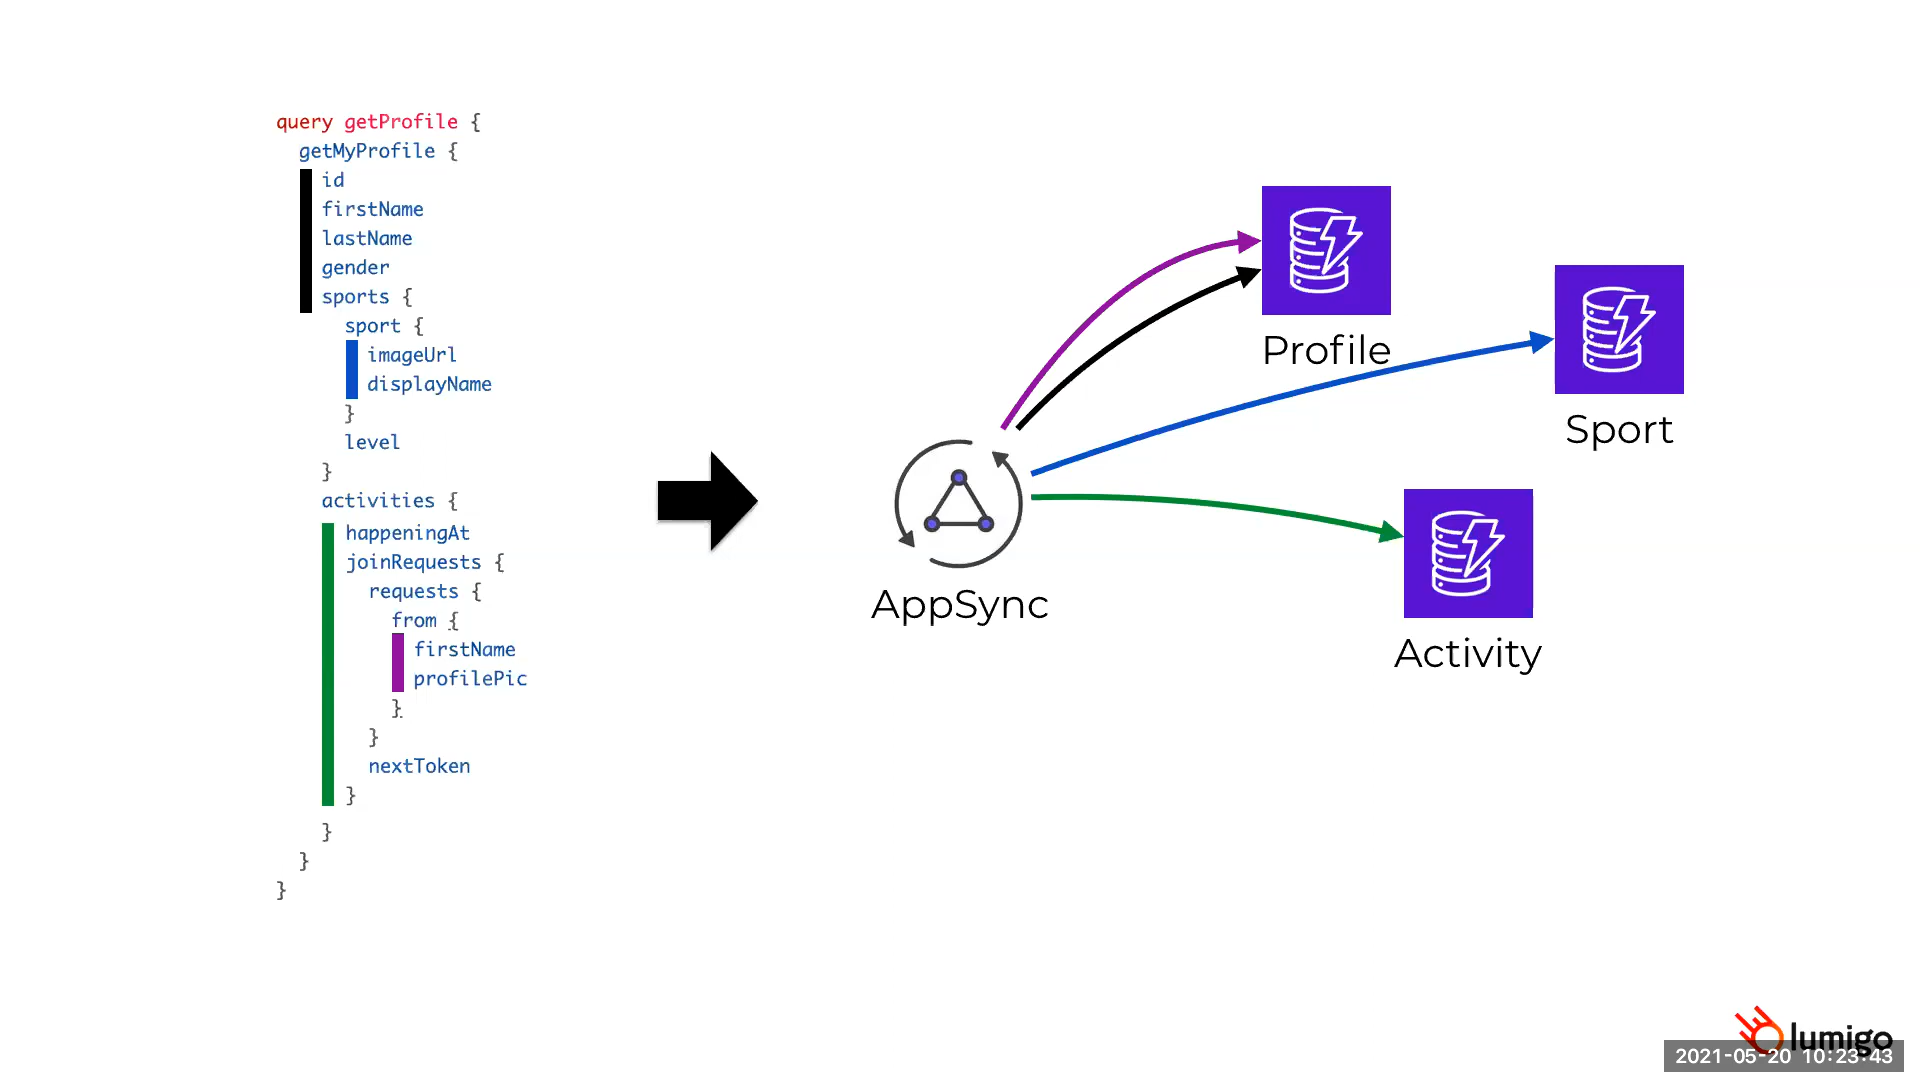 query getProfile {
getMyProfile {
id
firstName
lastName
gender
sports {
sport {
imageUrl
displayName
}
level
}
activities {
happeningAt
joinRequests {
requests {
from {
firstName
profilePic
}
}
nextToken
}
}
}
}
AppSync
Profile
Sport
Activity
lumigo
2021-05-20 10:23:43